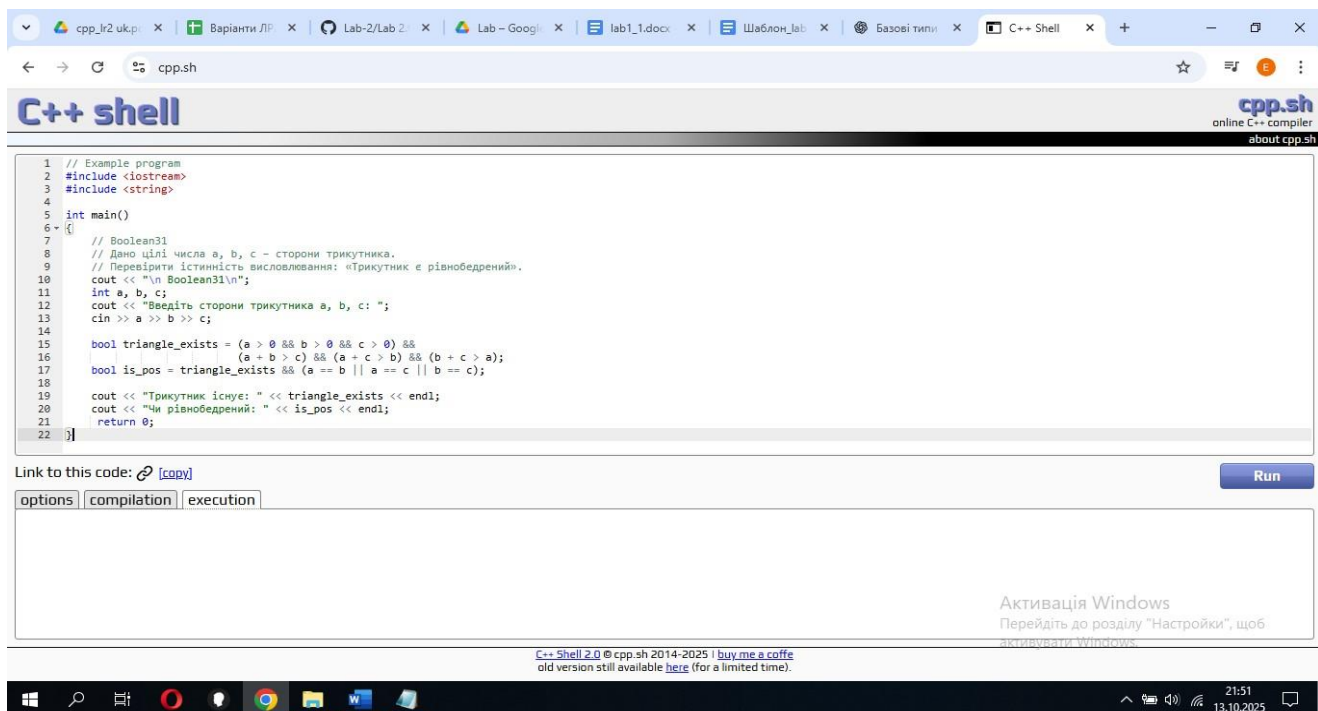 cpp_lr2 uk.p
Варіанти ЛР
Lab-2/Lab 2.
Lab – Googl
lab1_1.docx
Шаблон_lab
Базові типи
C++ Shell
cpp.sh
E
C++ shell
cpp.sh
online C++ compiler
about cpp.sh
1 // Example program
2 #include <iostream>
3 #include <string>
4
5 int main()
6 {
7 // Boolean31
8 // Дано цілі числа a, b, c – сторони трикутника.
9 // Перевірити істинність висловлювання: «Трикутник є рівнобедрений».
10 cout << "\n Boolean31\n";
11 int a, b, c;
12 cout << "Введіть сторони трикутника a, b, c: ";
13 cin >> a >> b >> c;
14
15 bool triangle_exists = (a > 0 && b > 0 && c > 0) &&
16 (a + b > c) && (a + c > b) && (b + c > a);
17 bool is_pos = triangle_exists && (a == b || a == c || b == c);
18
19 cout << "Трикутник існує: " << triangle_exists << endl;
20 cout << "Чи рівнобедрений: " << is_pos << endl;
21 return 0;
22 }
Link to this code: [copy]
Run
options compilation execution
Активація Windows
Перейдіть до розділу "Настройки", щоб
активувати Windows.
C++ Shell 2.0 © cpp.sh 2014-2025 | buy me a coffe
old version still available here (for a limited time).
21:51
13.10.2025